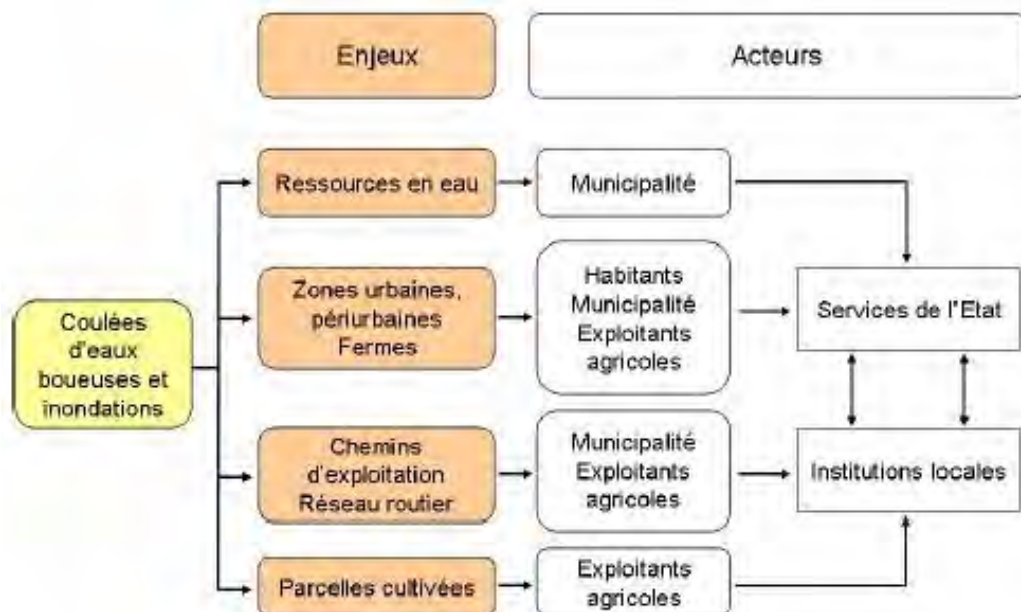 Enjeux
Acteurs
Ressources en eau
Municipalité
Coulées
d'eaux
boueuses et
inondations
Zones urbaines,
périurbaines
Fermes
Habitants
Municipalité
Exploitants
agricoles
Services de l'Etat
Chemins
d'exploitation
Réseau routier
Municipalité
Exploitants
agricoles
Institutions locales
Parcelles cultivées
Exploitants
agricoles